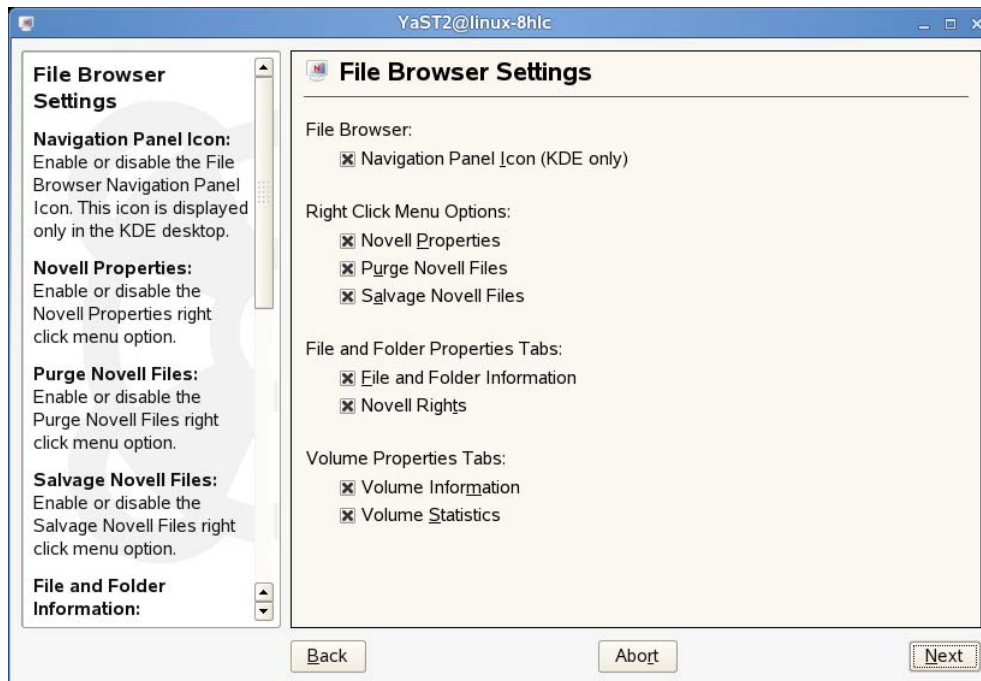 YaST2@linux-8hlc
File Browser
Settings
Navigation Panel Icon:
Enable or disable the File
Browser Navigation Panel
Icon. This icon is displayed
only in the KDE desktop.
Novell Properties:
Enable or disable the
Novell Properties right
click menu option.
Purge Novell Files:
Enable or disable the
Purge Novell Files right
click menu option.
Salvage Novell Files:
Enable or disable the
Salvage Novell Files right
click menu option.
File and Folder
Information:
File Browser Settings
File Browser:
Navigation Panel Icon (KDE only)
Right Click Menu Options:
Novell Properties
Purge Novell Files
Salvage Novell Files
File and Folder Properties Tabs:
File and Folder Information
Novell Rights
Volume Properties Tabs:
Volume Information
Volume Statistics
Back
Abort
Next